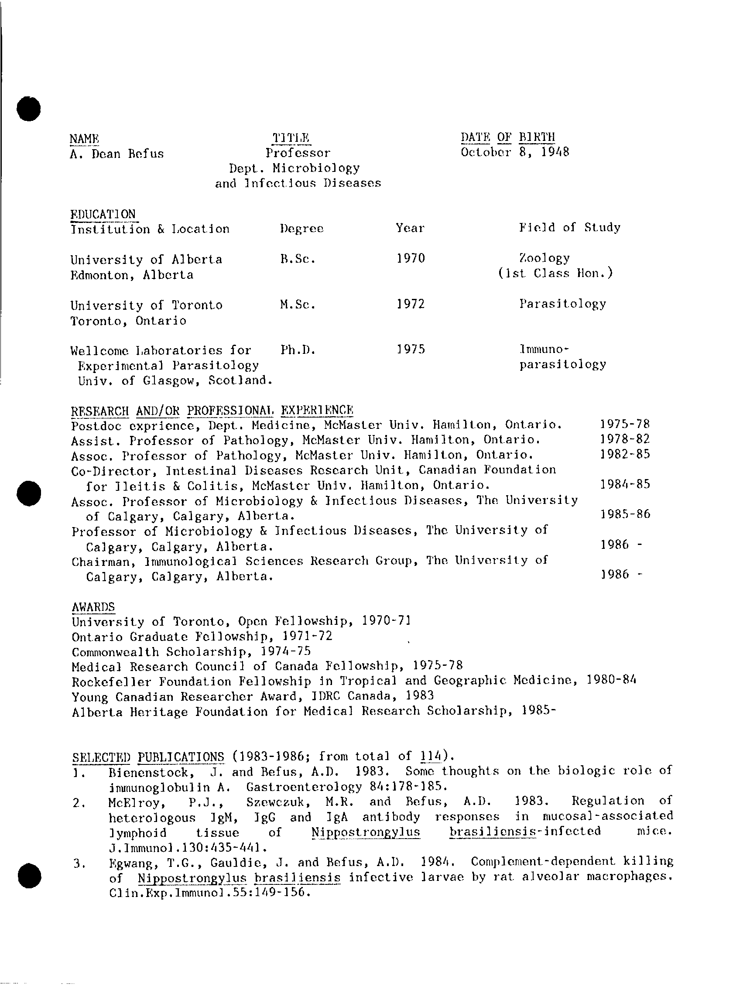 NAME TITLE DATE OF BIRTH
A. Dean Befus Professor October 8, 1948
Dept. Microbiology
and Infectious Diseases
EDUCATION
Institution & Location Degree Year Field of Study
University of Alberta B.Sc. 1970 Zoology
Edmonton, Alberta (1st Class Hon.)
University of Toronto M.Sc. 1972 Parasitology
Toronto, Ontario
Wellcome Laboratories for Ph.D. 1975 Immuno-
Experimental Parasitology parasitology
Univ. of Glasgow, Scotland.
RESEARCH AND/OR PROFESSIONAL EXPERIENCE
Postdoc exprience, Dept. Medicine, McMaster Univ. Hamilton, Ontario. 1975-78
Assist. Professor of Pathology, McMaster Univ. Hamilton, Ontario. 1978-82
Assoc. Professor of Pathology, McMaster Univ. Hamilton, Ontario. 1982-85
Co-Director, Intestinal Diseases Research Unit, Canadian Foundation
for Ileitis & Colitis, McMaster Univ. Hamilton, Ontario. 1984-85
Assoc. Professor of Microbiology & Infectious Diseases, The University
of Calgary, Calgary, Alberta. 1985-86
Professor of Microbiology & Infectious Diseases, The University of
Calgary, Calgary, Alberta. 1986 -
Chairman, Immunological Sciences Research Group, The University of
Calgary, Calgary, Alberta. 1986 -
AWARDS
University of Toronto, Open Fellowship, 1970-71
Ontario Graduate Fellowship, 1971-72
Commonwealth Scholarship, 1974-75
Medical Research Council of Canada Fellowship, 1975-78
Rockefeller Foundation Fellowship in Tropical and Geographic Medicine, 1980-84
Young Canadian Researcher Award, IDRC Canada, 1983
Alberta Heritage Foundation for Medical Research Scholarship, 1985-
SELECTED PUBLICATIONS (1983-1986; from total of 114).
1. Bienenstock, J. and Befus, A.D. 1983. Some thoughts on the biologic role of
immunoglobulin A. Gastroenterology 84:178-185.
2. McElroy, P.J., Szewczuk, M.R. and Befus, A.D. 1983. Regulation of
heterologous IgM, IgG and IgA antibody responses in mucosal-associated
lymphoid tissue of Nippostrongylus brasiliensis-infected mice.
J.Immunol.130:435-441.
3. Egwang, T.G., Gauldie, J. and Befus, A.D. 1984. Complement-dependent killing
of Nippostrongylus brasiliensis infective larvae by rat alveolar macrophages.
Clin.Exp.Immunol.55:149-156.